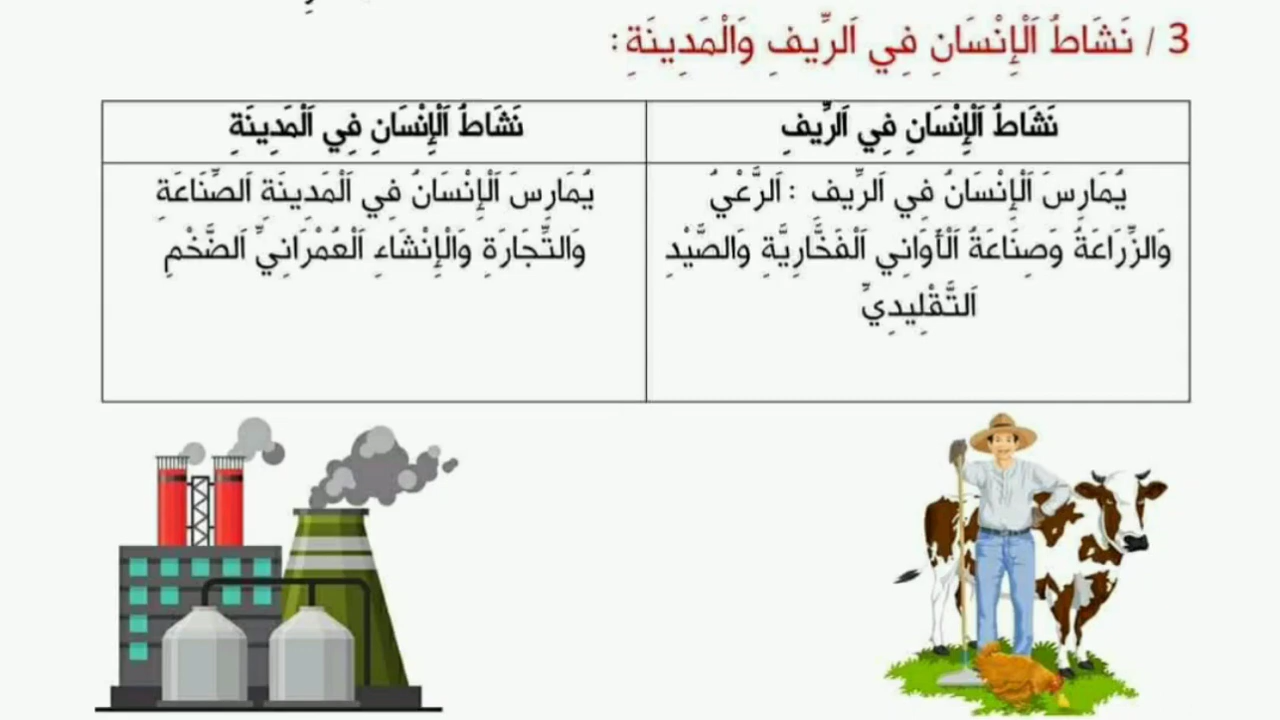 3 / نَشَاطُ اَلْإِنْسَانِ فِي اَلرِّيفِ وَالْمَدِينَةِ :
نَشَاطُ اَلْإِنْسَانِ فِي اَلرِّيفِ
نَشَاطُ اَلْإِنْسَانِ فِي اَلْمَدِينَةِ
يُمَارِسَ اَلْإِنْسَانُ فِي اَلرِّيف : اَلرَّعْيُ
وَالزِّرَاعَةُ وَصِنَاعَةُ اَلْأَوَانِي اَلْفَخَّارِيَّةِ وَالصَّيْدِ
اَلتَّقْلِيدِيِّ
يُمَارِسَ اَلْإِنْسَانُ فِي اَلْمَدِينَةِ اَلصِّنَاعَةِ
وَالتِّجَارَةِ وَالْإِنْشَاءِ اَلْعُمْرَانِيِّ اَلضَّخْمِ